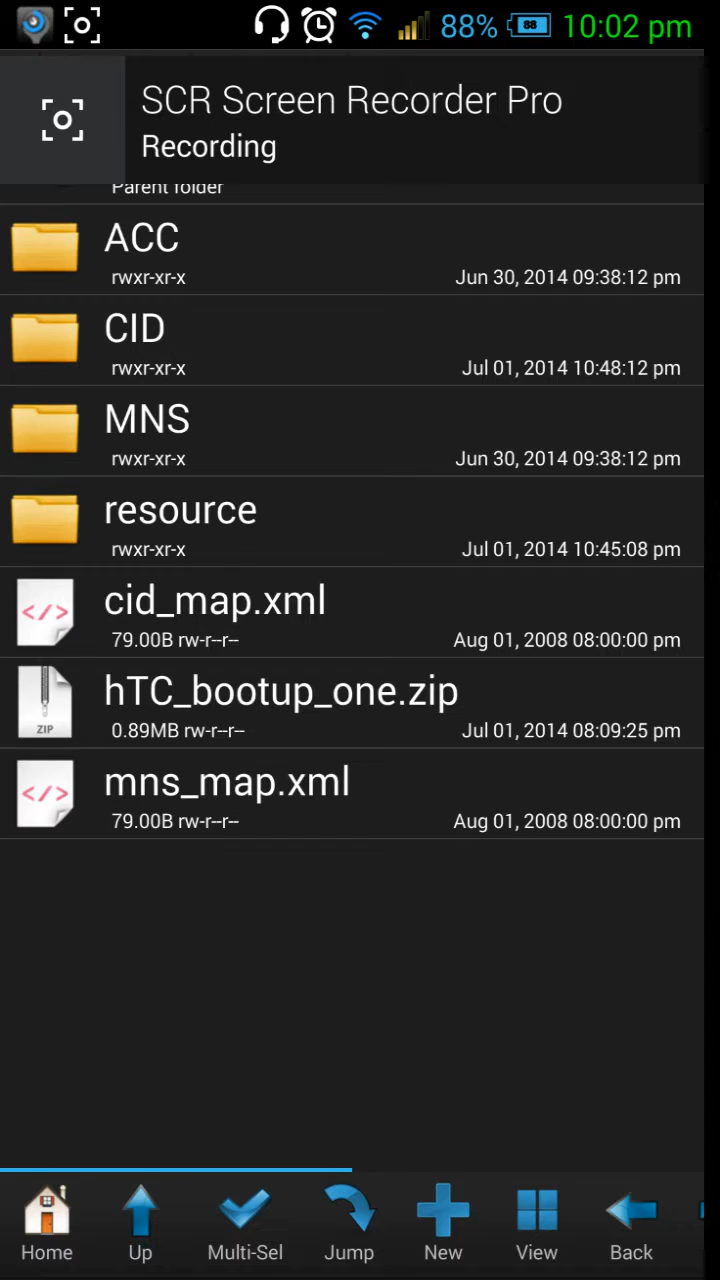 88% 88 10:02 pm
SCR Screen Recorder Pro
Recording
Parent folder
ACC
rwxr-xr-x Jun 30, 2014 09:38:12 pm
CID
rwxr-xr-x Jul 01, 2014 10:48:12 pm
MNS
rwxr-xr-x Jun 30, 2014 09:38:12 pm
resource
rwxr-xr-x Jul 01, 2014 10:45:08 pm
cid_map.xml
79.00B rw-r--r-- Aug 01, 2008 08:00:00 pm
hTC_bootup_one.zip
ZIP 0.89MB rw-r--r-- Jul 01, 2014 08:09:25 pm
mns_map.xml
79.00B rw-r--r-- Aug 01, 2008 08:00:00 pm
Home Up Multi-Sel Jump New View Back